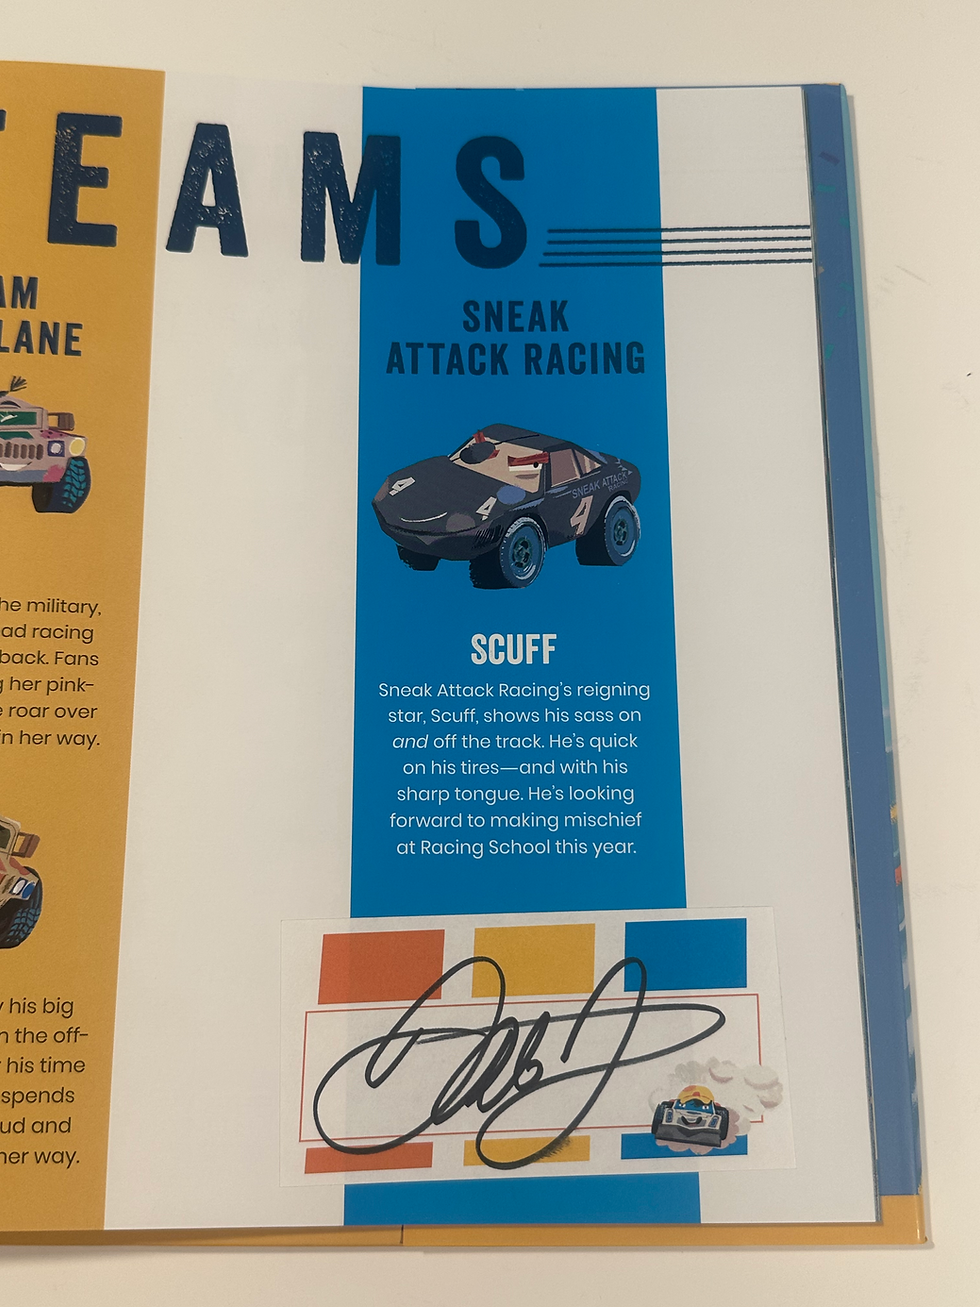 EAMS
AM
LANE
he military,
ad racing
back. Fans
g her pink-
e roar over
in her way.
y his big
n the off-
his time
spends
ud and
her way.
SNEAK
ATTACK RACING
4
4
4
SNEAK ATTACK
RACING
SCUFF
Sneak Attack Racing’s reigning
star, Scuff, shows his sass on
and off the track. He’s quick
on his tires—and with his
sharp tongue. He’s looking
forward to making mischief
at Racing School this year.